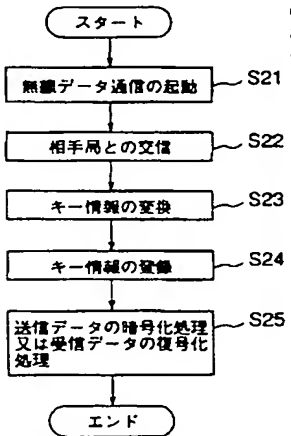 スタート
無線データ通信の起動
S21
相手局との交信
S22
キー情報の変換
S23
キー情報の登録
S24
送信データの暗号化処理
又は受信データの復号化
処理
S25
エンド